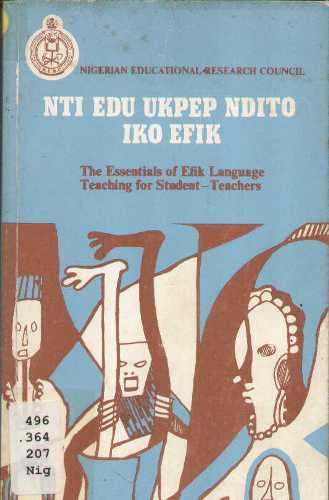 NIGERIAN EDUCATIONAL RESEARCH COUNCIL
NTI EDU UKPEP NDITO
IKO EFIK
The Essentials of Efik Language
Teaching for Student-Teachers
496
.364
207
Nig